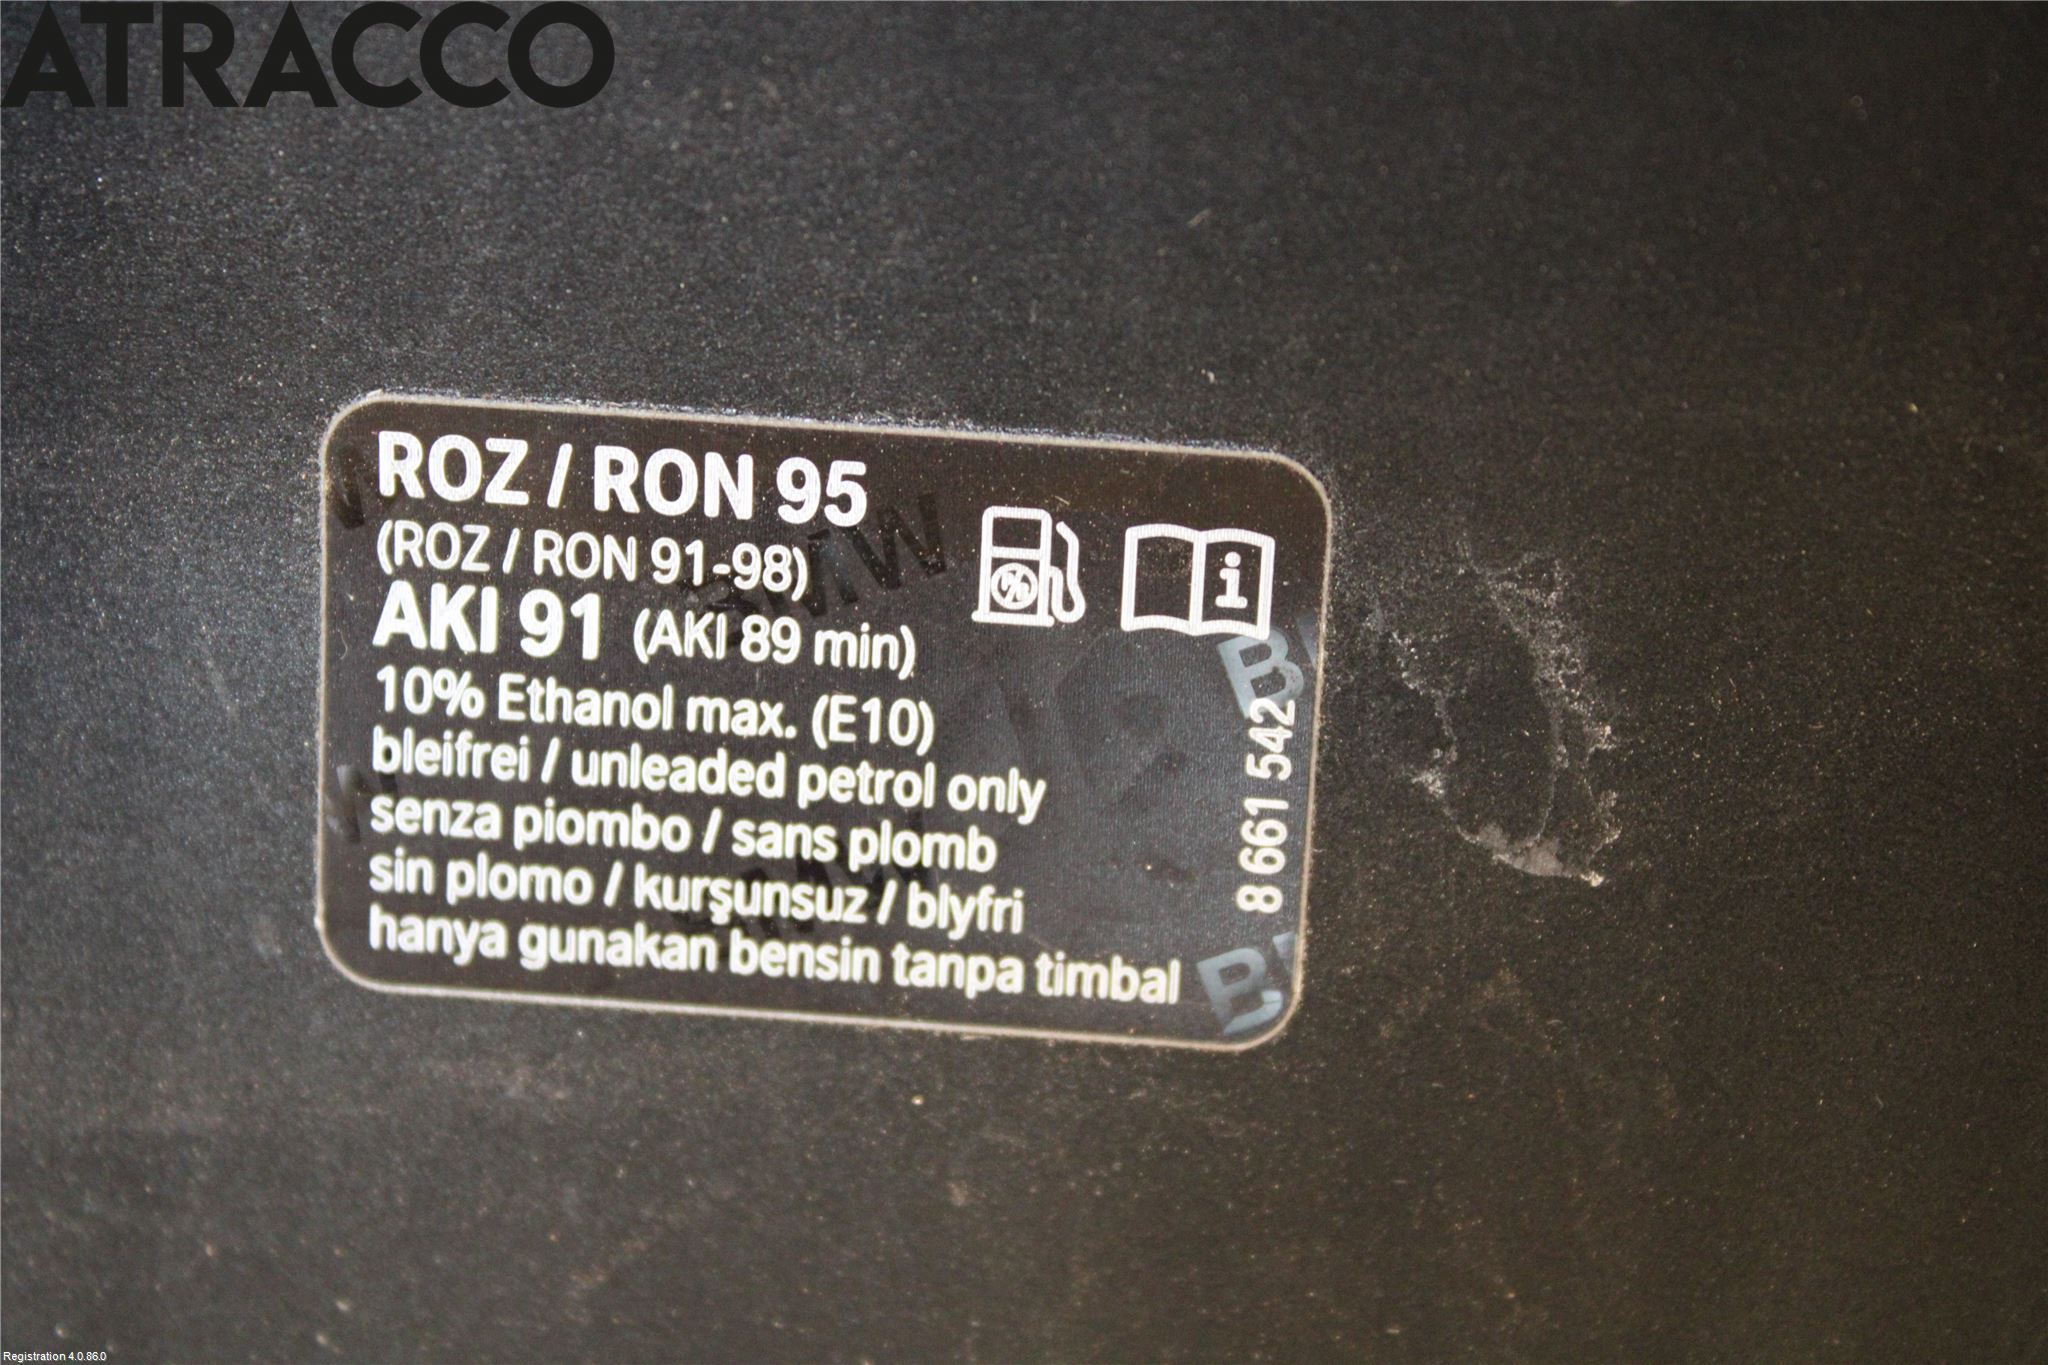 ATRACCO
ROZ / RON 95
(ROZ / RON 91-98)
AKI 91 (AKI 89 min)
10% Ethanol max. (E10)
bleifrei / unleaded petrol only
senza piombo / sans plomb
sin plomo / kurşunsuz / blyfri
hanya gunakan bensin tanpa timbal
8 661 542
BMW
Registration 4.0.86.0